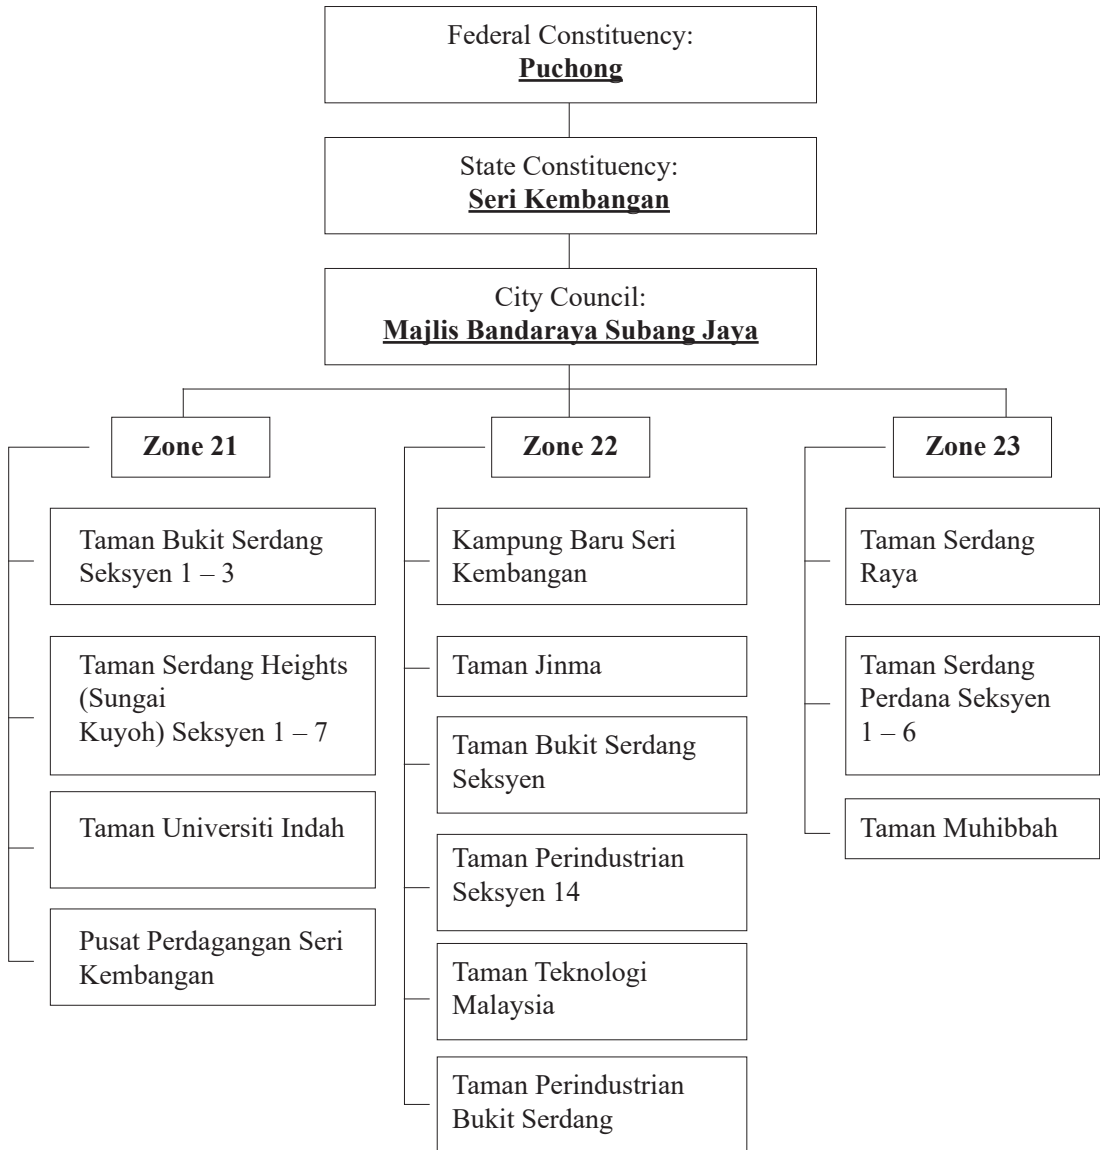 Federal Constituency:
Puchong
State Constituency:
Seri Kembangan
City Council:
Majlis Bandaraya Subang Jaya
Zone 21
Taman Bukit Serdang
Seksyen 1 – 3
Taman Serdang Heights
(Sungai
Kuyoh) Seksyen 1 – 7
Taman Universiti Indah
Pusat Perdagangan Seri
Kembangan
Zone 22
Kampung Baru Seri
Kembangan
Taman Jinma
Taman Bukit Serdang
Seksyen
Taman Perindustrian
Seksyen 14
Taman Teknologi
Malaysia
Taman Perindustrian
Bukit Serdang
Zone 23
Taman Serdang
Raya
Taman Serdang
Perdana Seksyen
1 – 6
Taman Muhibbah